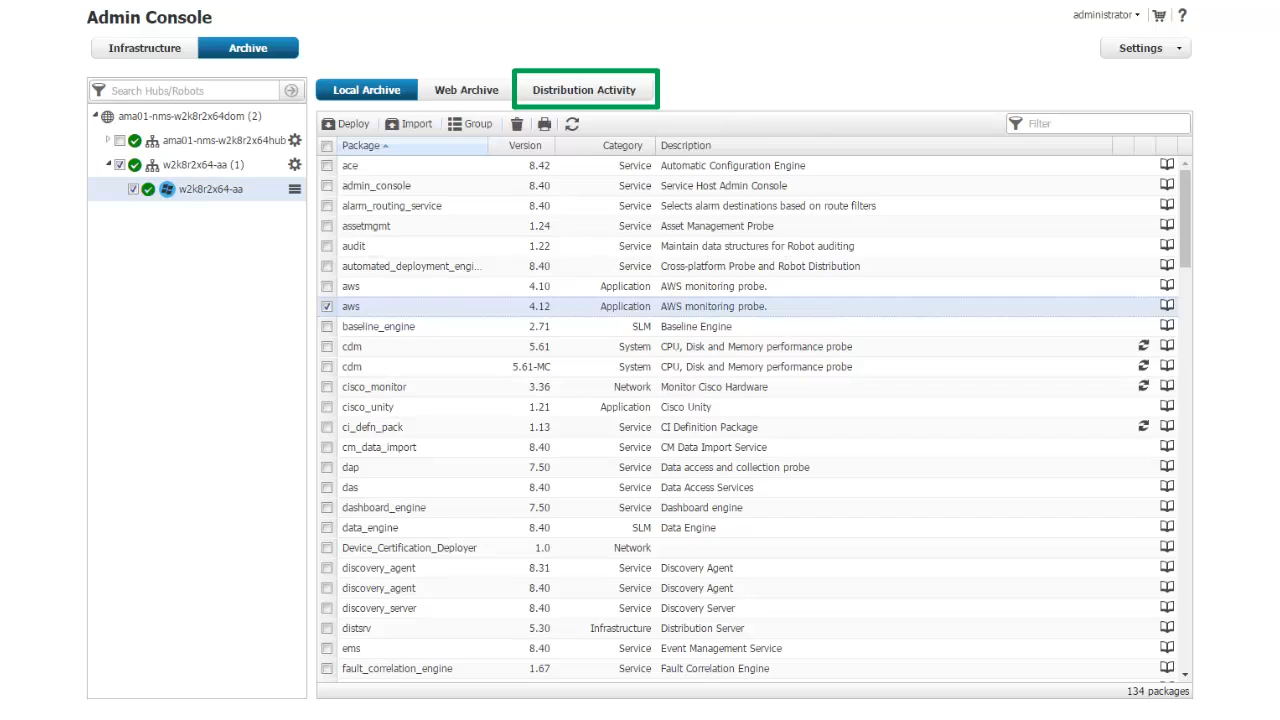 Admin Console
administrator
Infrastructure Archive
Settings
Search Hubs/Robots
ama01-nms-w2k8r2x64dom (2)
ama01-nms-w2k8r2x64hub
w2k8r2x64-aa (1)
w2k8r2x64-aa
Local Archive Web Archive Distribution Activity
Deploy Import Group Filter
Package Version Category Description
ace 8.42 Service Automatic Configuration Engine
admin_console 8.40 Service Service Host Admin Console
alarm_routing_service 8.40 Service Selects alarm destinations based on route filters
assetmgmt 1.24 Service Asset Management Probe
audit 1.22 Service Maintain data structures for Robot auditing
automated_deployment_engi... 8.40 Service Cross-platform Probe and Robot Distribution
aws 4.10 Application AWS monitoring probe.
aws 4.12 Application AWS monitoring probe.
baseline_engine 2.71 SLM Baseline Engine
cdm 5.61 System CPU, Disk and Memory performance probe
cdm 5.61-MC System CPU, Disk and Memory performance probe
cisco_monitor 3.36 Network Monitor Cisco Hardware
cisco_unity 1.21 Application Cisco Unity
ci_defn_pack 1.13 Service CI Definition Package
cm_data_import 8.40 Service CM Data Import Service
dap 7.50 Service Data access and collection probe
das 8.40 Service Data Access Services
dashboard_engine 7.50 Service Dashboard engine
data_engine 8.40 SLM Data Engine
Device_Certification_Deployer 1.0 Network
discovery_agent 8.31 Service Discovery Agent
discovery_agent 8.40 Service Discovery Agent
discovery_server 8.40 Service Discovery Server
distsrv 5.30 Infrastructure Distribution Server
ems 8.40 Service Event Management Service
fault_correlation_engine 1.67 Service Fault Correlation Engine
134 packages